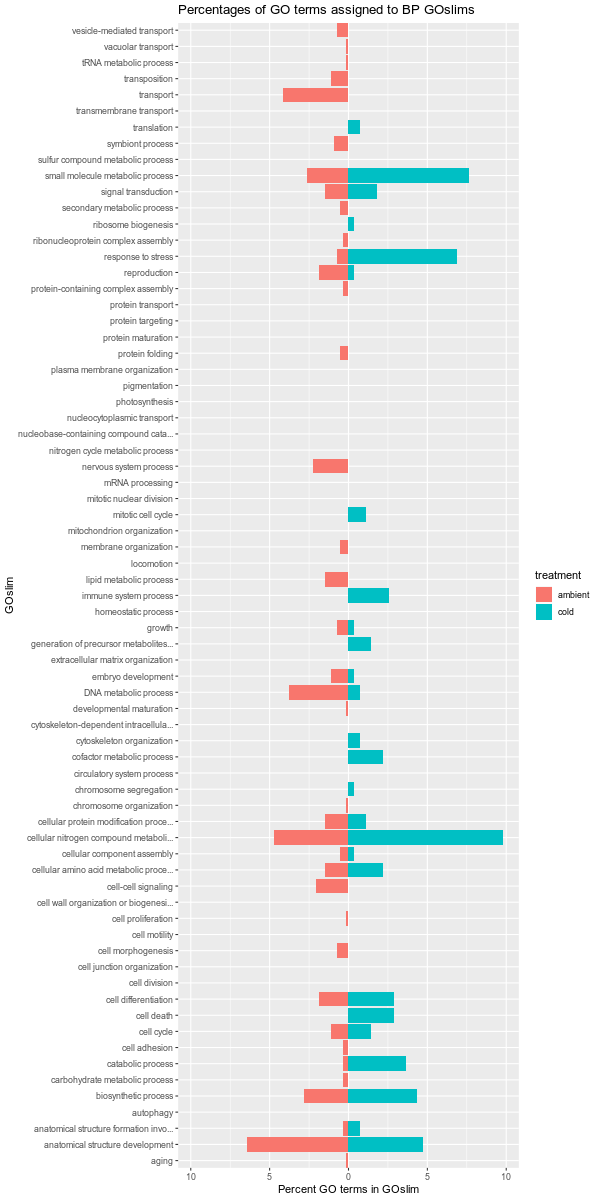 Percentages of GO terms assigned to BP GOslims
vesicle-mediated transport
vacuolar transport
tRNA metabolic process
transposition
transport
transmembrane transport
translation
symbiont process
sulfur compound metabolic process
small molecule metabolic process
signal transduction
secondary metabolic process
ribosome biogenesis
ribonucleoprotein complex assembly
response to stress
reproduction
protein-containing complex assembly
protein transport
protein targeting
protein maturation
protein folding
plasma membrane organization
pigmentation
photosynthesis
nucleocytoplasmic transport
nucleobase-containing compound cata...
nitrogen cycle metabolic process
nervous system process
mRNA processing
mitotic nuclear division
mitotic cell cycle
mitochondrion organization
membrane organization
locomotion
lipid metabolic process
immune system process
homeostatic process
growth
generation of precursor metabolites...
extracellular matrix organization
embryo development
DNA metabolic process
developmental maturation
cytoskeleton-dependent intracellula...
cytoskeleton organization
cofactor metabolic process
circulatory system process
chromosome segregation
chromosome organization
cellular protein modification proce...
cellular nitrogen compound metaboli...
cellular component assembly
cellular amino acid metabolic proce...
cell-cell signaling
cell wall organization or biogenesi...
cell proliferation
cell motility
cell morphogenesis
cell junction organization
cell division
cell differentiation
cell death
cell cycle
cell adhesion
catabolic process
carbohydrate metabolic process
biosynthetic process
autophagy
anatomical structure formation invo...
anatomical structure development
aging
GOslim
10 5 0 5 10
Percent GO terms in GOslim
treatment
ambient
cold